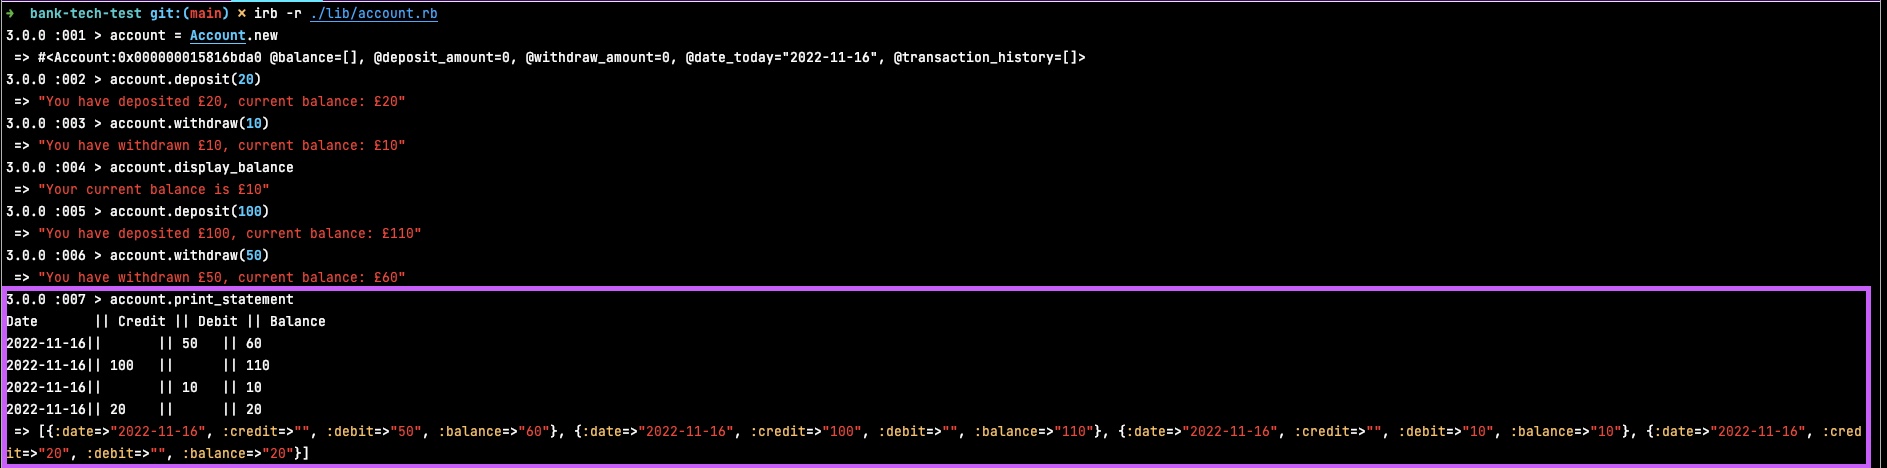 ➜  bank-tech-test git:(main) ✗ irb -r ./lib/account.rb
3.0.0 :001 > account = Account.new
 => #<Account:0x000000015816bda0 @balance=[], @deposit_amount=0, @withdraw_amount=0, @date_today="2022-11-16", @transaction_history=[]>
3.0.0 :002 > account.deposit(20)
 => "You have deposited £20, current balance: £20"
3.0.0 :003 > account.withdraw(10)
 => "You have withdrawn £10, current balance: £10"
3.0.0 :004 > account.display_balance
 => "Your current balance is £10"
3.0.0 :005 > account.deposit(100)
 => "You have deposited £100, current balance: £110"
3.0.0 :006 > account.withdraw(50)
 => "You have withdrawn £50, current balance: £60"
3.0.0 :007 > account.print_statement
Date       || Credit || Debit || Balance
2022-11-16||       || 50   || 60
2022-11-16|| 100   ||      || 110
2022-11-16||       || 10   || 10
2022-11-16|| 20    ||      || 20
 => [{:date=>"2022-11-16", :credit=>"", :debit=>"50", :balance=>"60"}, {:date=>"2022-11-16", :credit=>"100", :debit=>"", :balance=>"110"}, {:date=>"2022-11-16", :credit=>"", :debit=>"10", :balance=>"10"}, {:date=>"2022-11-16", :cred
it=>"20", :debit=>"", :balance=>"20"}]